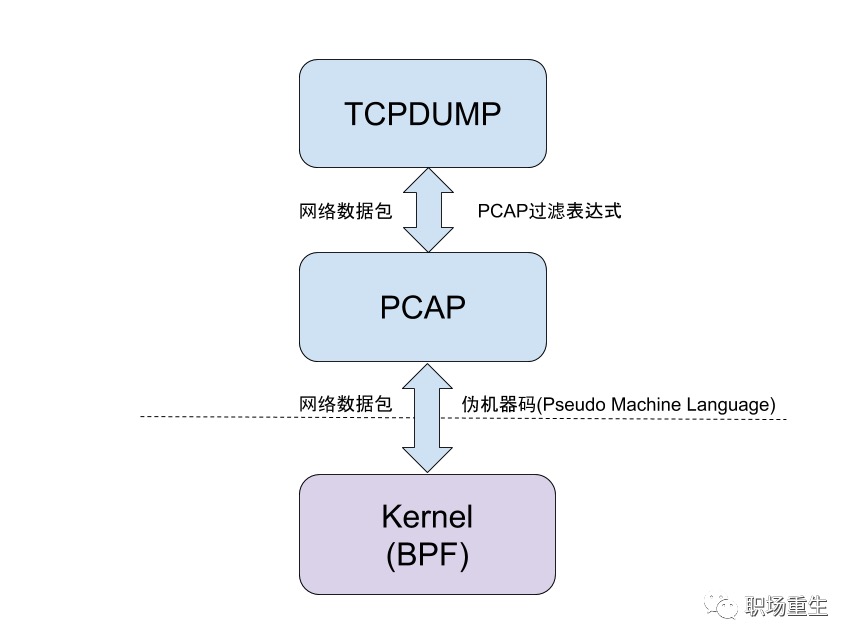 TCPDUMP
网络数据包
PCAP过滤表达式
PCAP
网络数据包
伪机器码(Pseudo Machine Language)
Kernel
(BPF)
职场重生